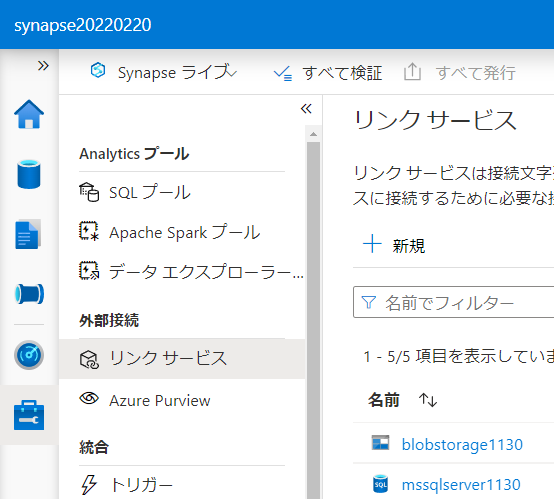 synapse20220220
Synapse ライブ
すべて検証
すべて発行
Analytics プール
SQL プール
Apache Spark プール
データ エクスプローラー...
外部接続
リンク サービス
Azure Purview
統合
トリガー
リンク サービス
リンク サービスは接続文字
スに接続するために必要な
新規
名前でフィルター
1 - 5/5 項目を表示していま
名前
blobstorage1130
mssqlserver1130